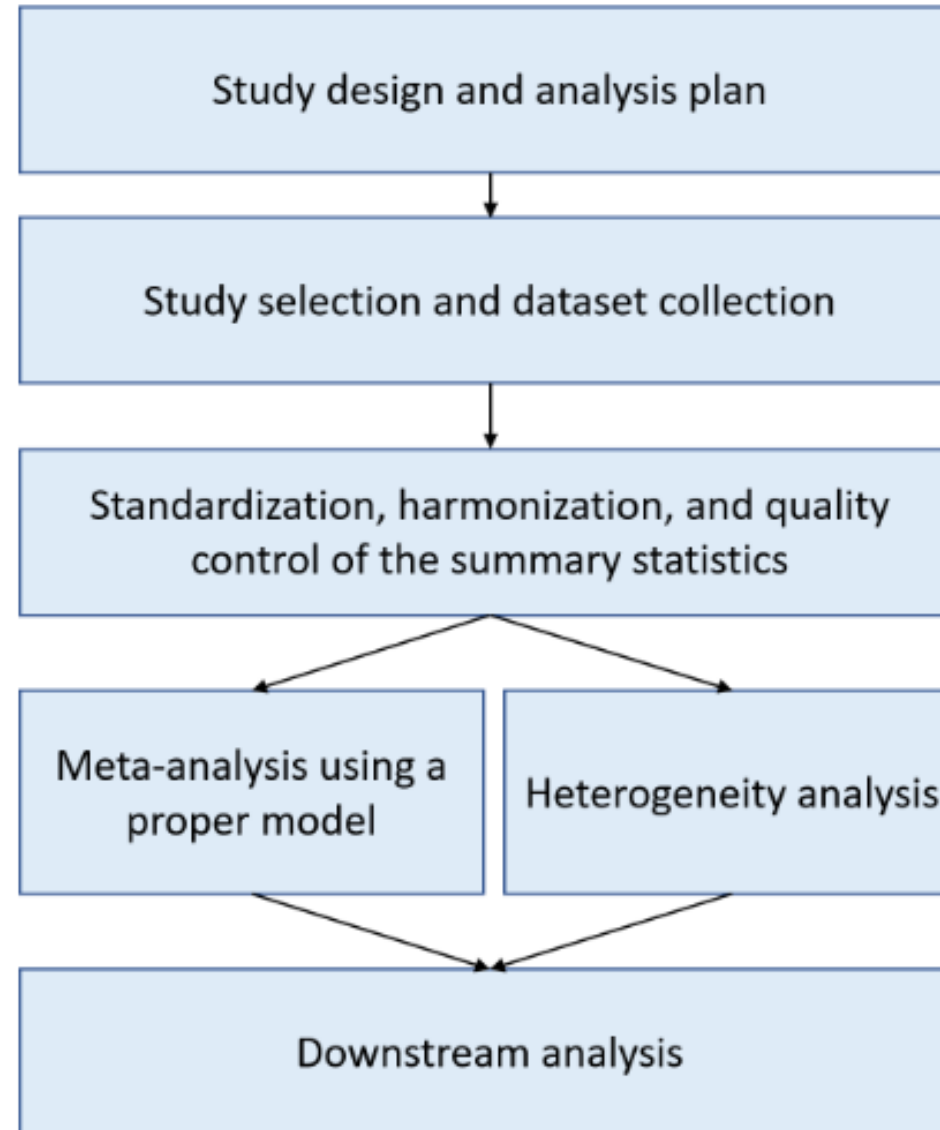 Study design and analysis plan
Study selection and dataset collection
Standardization, harmonization, and quality
control of the summary statistics
Meta-analysis using a
proper model
Heterogeneity analysis
Downstream analysis